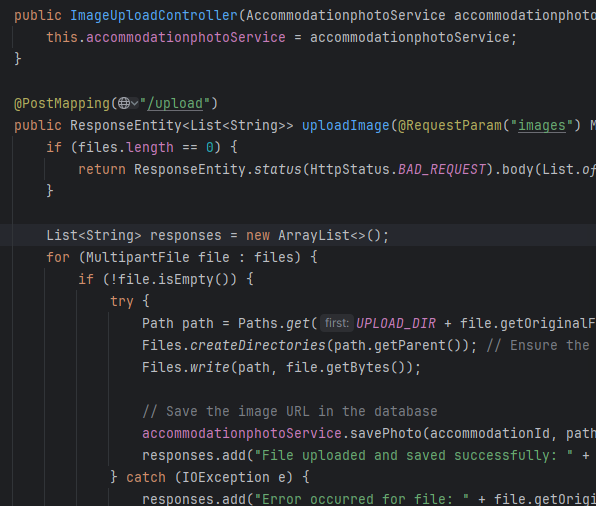 public ImageUploadController(AccommodationphotoService accommodationphoto
this.accommodationphotoService = accommodationphotoService;
}
@PostMapping("/upload")
public ResponseEntity<List<String>> uploadImage(@RequestParam("images") M
if (files.length == 0) {
return ResponseEntity.status(HttpStatus.BAD_REQUEST).body(List.of
}
List<String> responses = new ArrayList<>();
for (MultipartFile file : files) {
if (!file.isEmpty()) {
try {
Path path = Paths.get( first: UPLOAD_DIR + file.getOriginalF
Files.createDirectories(path.getParent()); // Ensure the
Files.write(path, file.getBytes());
// Save the image URL in the database
accommodationphotoService.savePhoto(accommodationId, path
responses.add("File uploaded and saved successfully: " +
} catch (IOException e) {
responses.add("Error occurred for file: " + file.getOrig